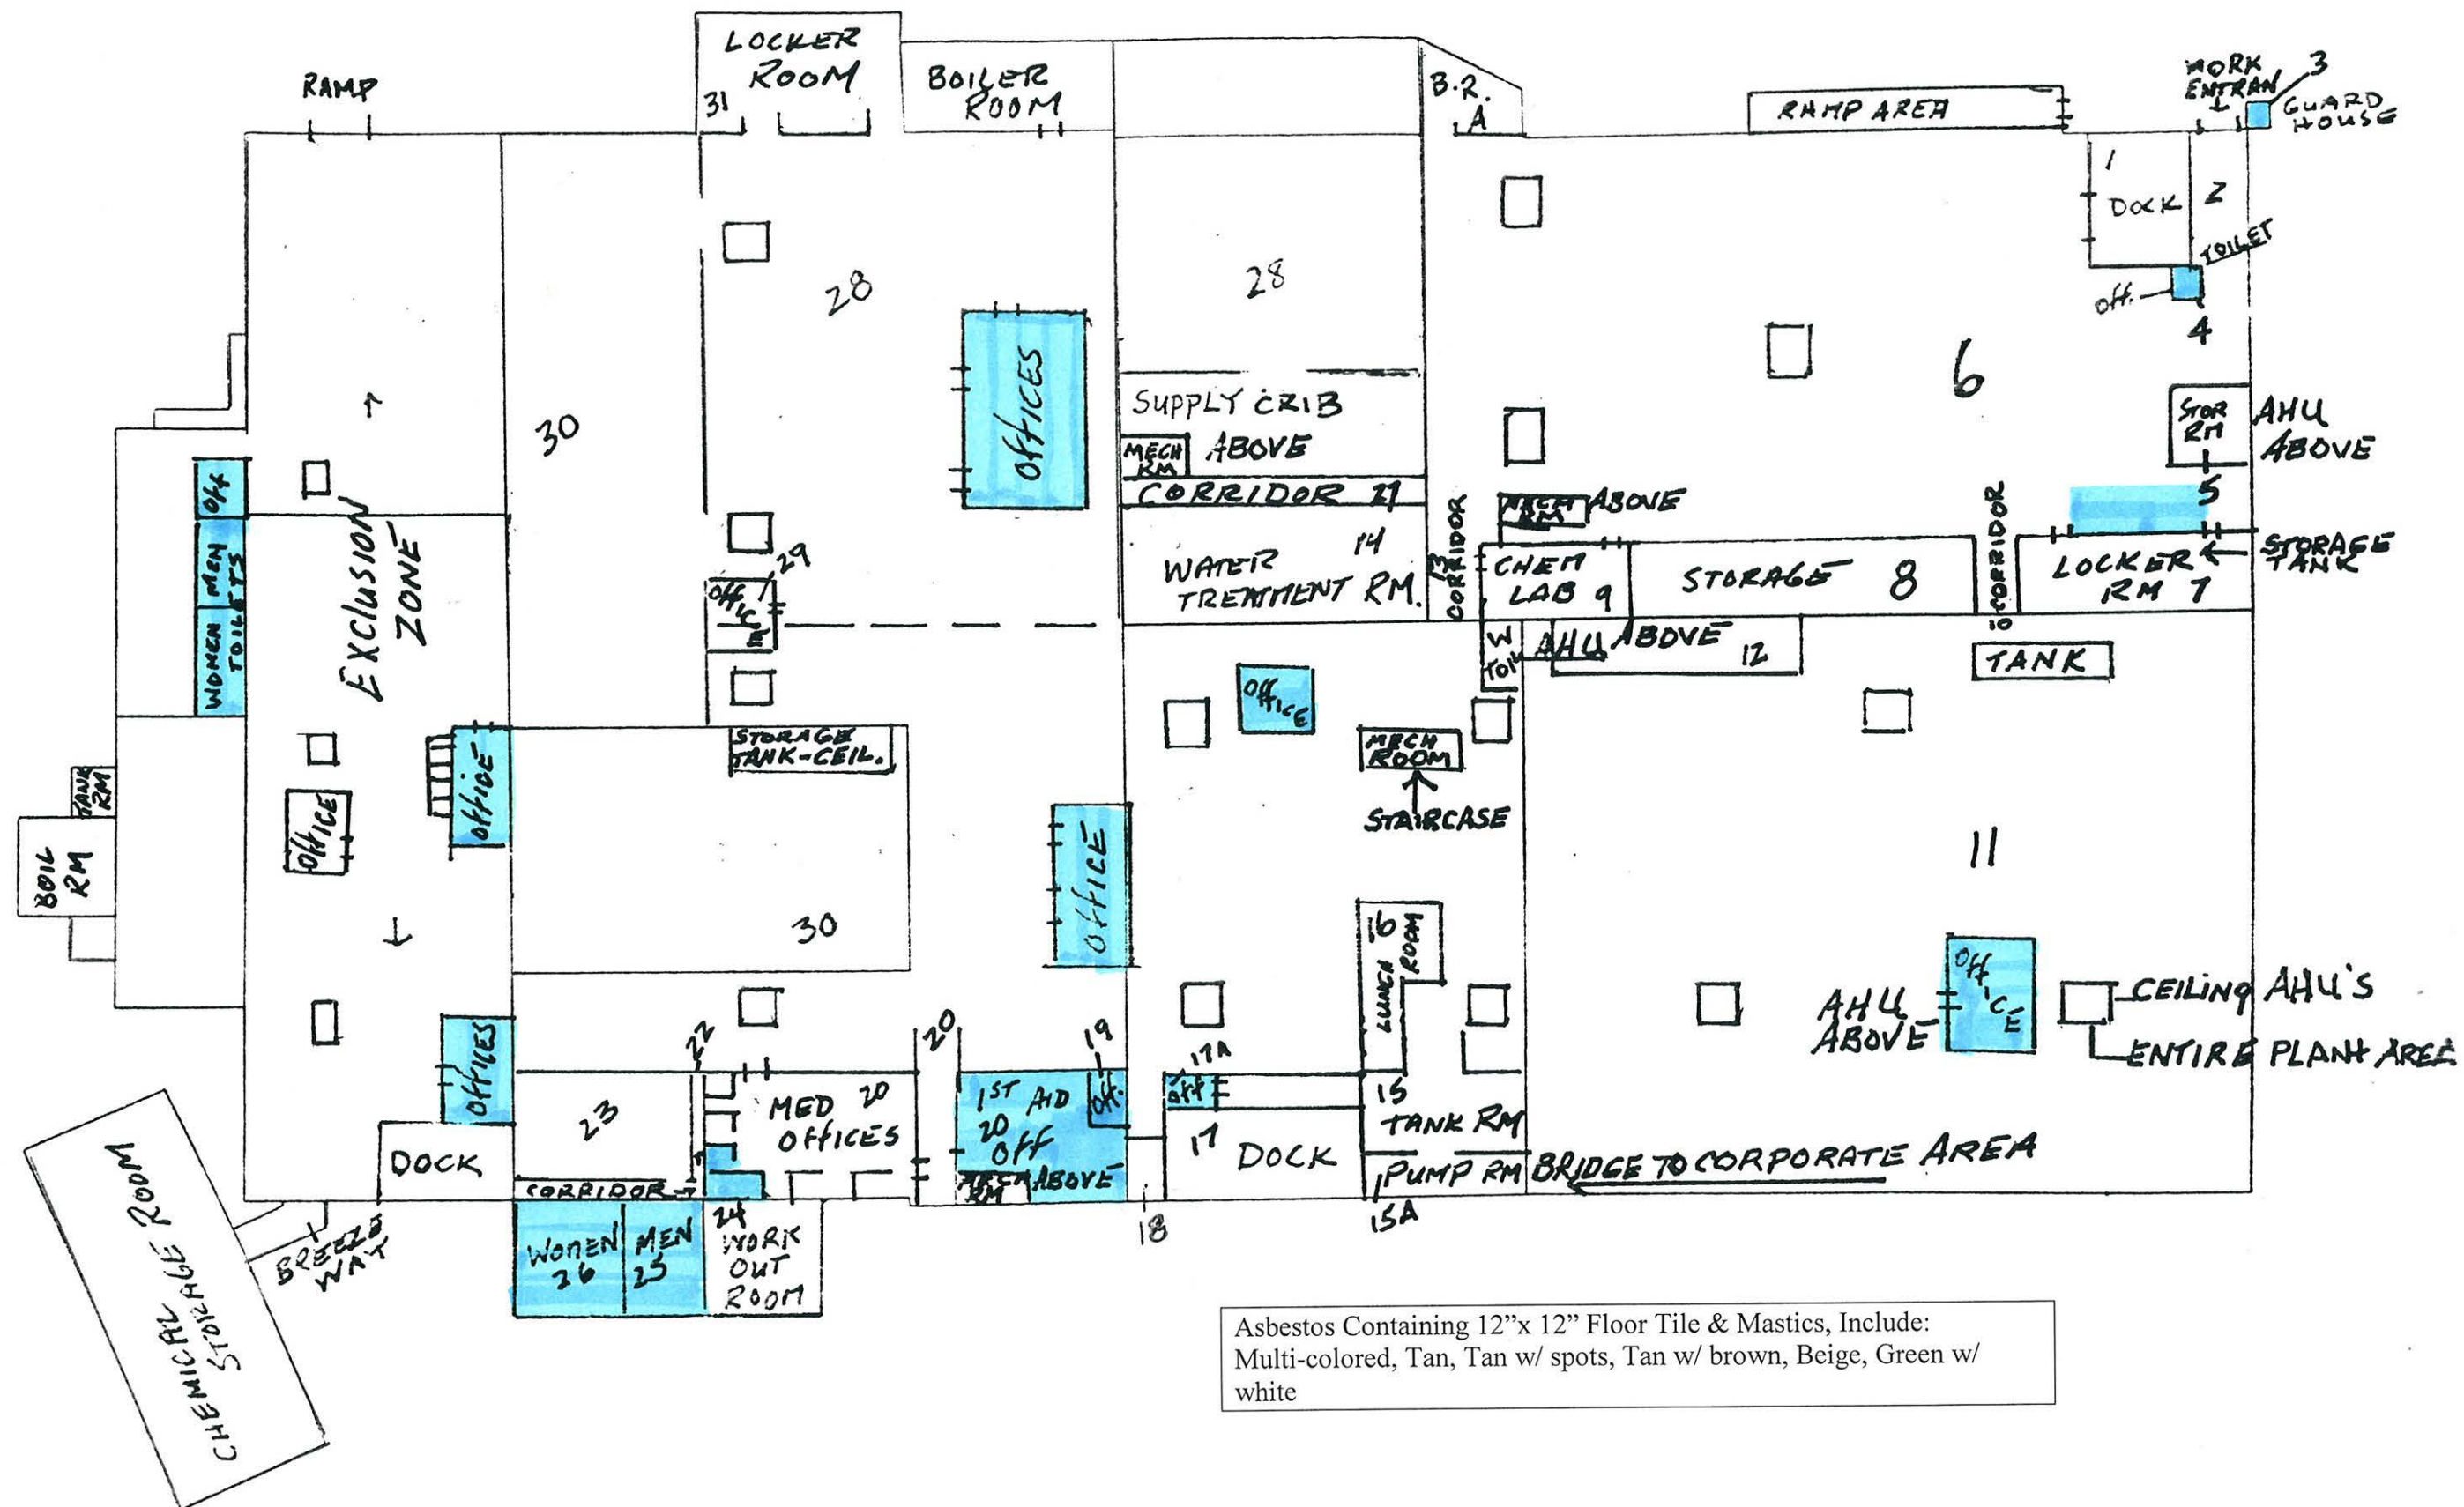 LOCKER
ROOM
31
BOILER
ROOM
RAMP
B.R.
A
RAMP AREA
WORK
ENTRAN
3
GUARD
HOUSE
1
DOCK
2
TOILET
Off.
4
28
28
6
OFFICES
30
SUPPLY CRIB
ABOVE
MECH
RM
CORRIDOR 27
STOR
RM
AHU
ABOVE
5
Off
MEN
WOMEN
TOILETS
EXCLUSION
ZONE
29
OffICE
WATER
TREATMENT RM.
14
13
CORRIDOR
MECH
RM
ABOVE
CHEM
LAB 9
STORAGE 8
CORRIDOR
10
LOCKER
RM 7
STORAGE
TANK
W
TOIL
AHU ABOVE
12
TANK
OffICE
MECH
ROOM
STAIRCASE
STORAGE
TANK-CEIL.
OffICE
OffICE
TANK
RM
BOIL
RM
30
OFFICE
11
16
LUNCH
ROOM
Off-CE
AHU
ABOVE
CEILING AHU'S
ENTIRE PLANT AREA
OFFICES
22
20
19
17A
23
MED
OFFICES
20
1ST AID
20
Off
Off.
MECH
RM
ABOVE
Off
17
DOCK
15
TANK RM
PUMP RM
BRIDGE TO CORPORATE AREA
15A
18
DOCK
CORRIDOR
WOMEN
26
MEN
25
24
WORK
OUT
ROOM
BREEZE
WAY
CHEMICAL
STORAGE ROOM
Asbestos Containing 12”x 12” Floor Tile & Mastics, Include:
Multi-colored, Tan, Tan w/ spots, Tan w/ brown, Beige, Green w/
white